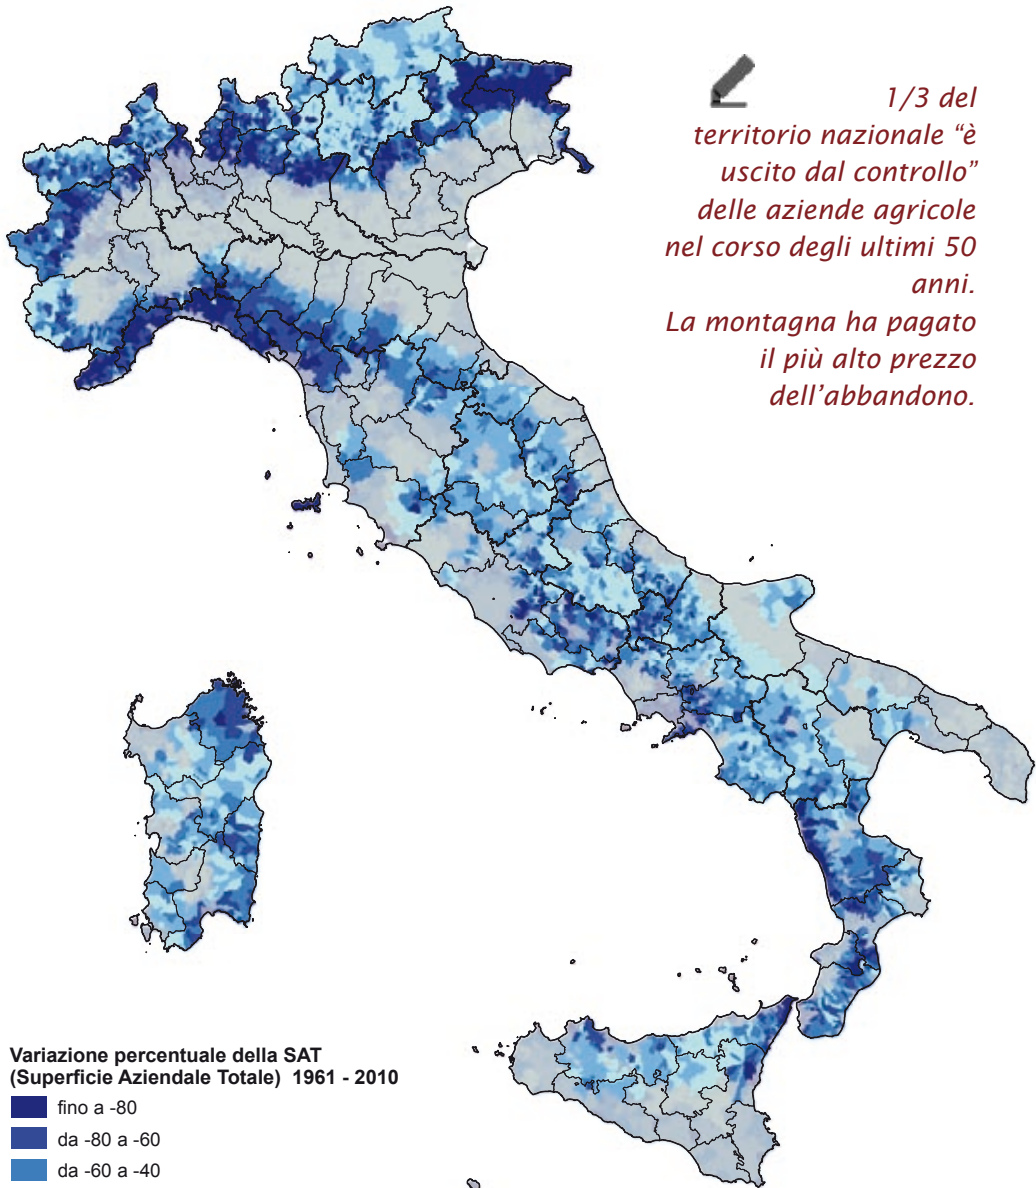 1/3 del
territorio nazionale “è
uscito dal controllo”
delle aziende agricole
nel corso degli ultimi 50
anni.
La montagna ha pagato
il più alto prezzo
dell’abbandono.
Variazione percentuale della SAT
(Superficie Aziendale Totale) 1961 - 2010
fino a -80
da -80 a -60
da -60 a -40